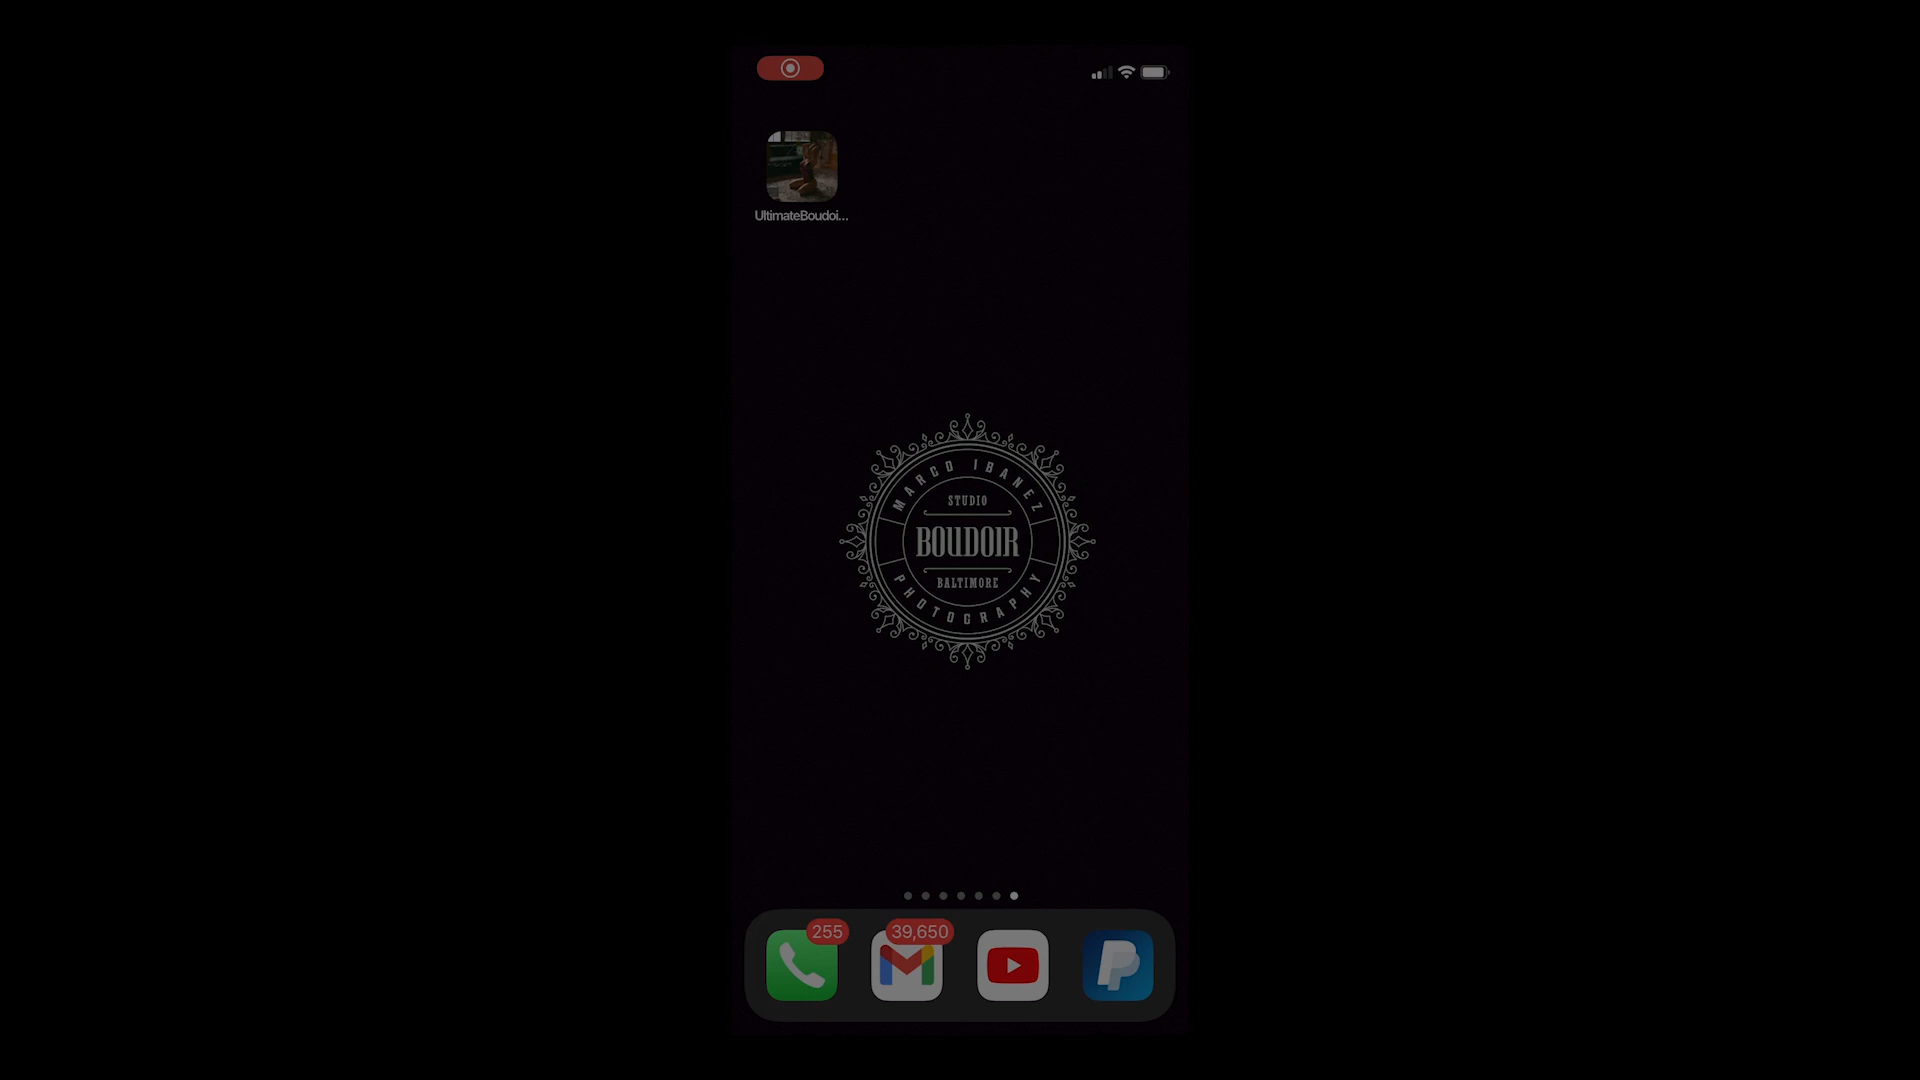 UltimateBoudoi...
MARCO IBANEZ
STUDIO
BOUDOIR
BALTIMORE
PHOTOGRAPHY
255
39,650